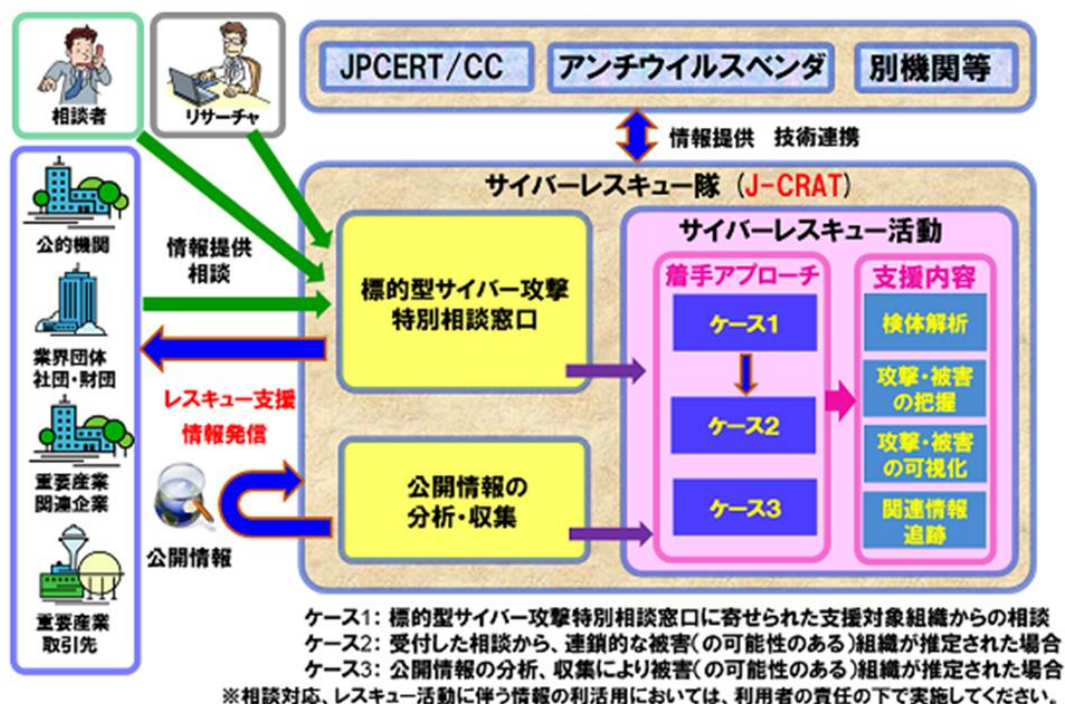 相談者
リサーチャ
JPCERT/CC
アンチウイルスベンダ
別機関等
情報提供 技術連携
公的機関
業界団体
社団・財団
重要産業
関連企業
重要産業
取引先
情報提供
相談
レスキュー支援
情報発信
公開情報
サイバーレスキュー隊（J-CRAT）
標的型サイバー攻撃
特別相談窓口
公開情報の
分析・収集
サイバーレスキュー活動
着手アプローチ
ケース1
ケース2
ケース3
支援内容
検体解析
攻撃・被害
の把握
攻撃・被害
の可視化
関連情報
追跡
ケース1： 標的型サイバー攻撃特別相談窓口に寄せられた支援対象組織からの相談
ケース2： 受付した相談から、連鎖的な被害（の可能性のある）組織が推定された場合
ケース3： 公開情報の分析、収集により被害（の可能性のある）組織が推定された場合
※相談対応、レスキュー活動に伴う情報の利活用においては、利用者の責任の下で実施してください。